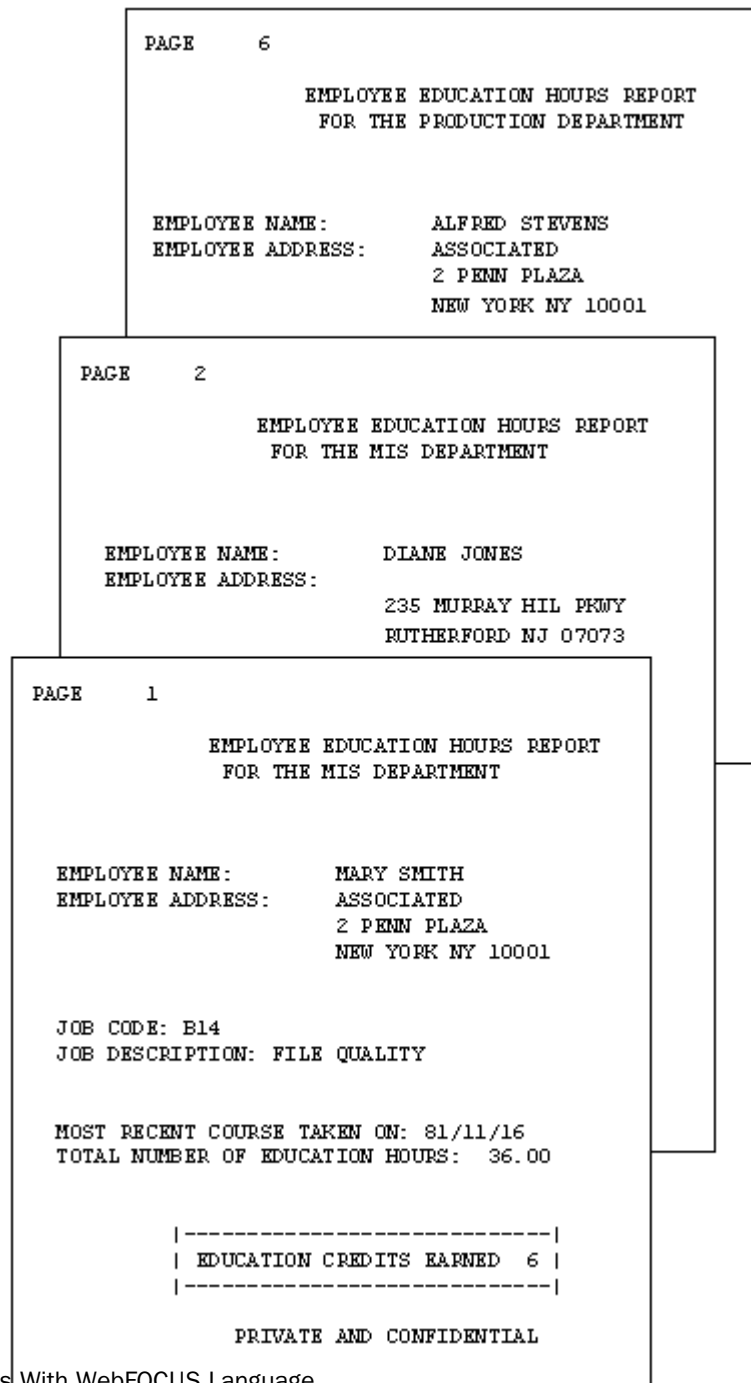 PAGE 6
EMPLOYEE EDUCATION HOURS REPORT
FOR THE PRODUCTION DEPARTMENT
EMPLOYEE NAME: ALFRED STEVENS
EMPLOYEE ADDRESS: ASSOCIATED
2 PENN PLAZA
NEW YORK NY 10001
PAGE 2
EMPLOYEE EDUCATION HOURS REPORT
FOR THE MIS DEPARTMENT
EMPLOYEE NAME: DIANE JONES
EMPLOYEE ADDRESS:
235 MURRAY HIL PKWY
RUTHERFORD NJ 07073
PAGE 1
EMPLOYEE EDUCATION HOURS REPORT
FOR THE MIS DEPARTMENT
EMPLOYEE NAME: MARY SMITH
EMPLOYEE ADDRESS: ASSOCIATED
2 PENN PLAZA
NEW YORK NY 10001
JOB CODE: B14
JOB DESCRIPTION: FILE QUALITY
MOST RECENT COURSE TAKEN ON: 81/11/16
TOTAL NUMBER OF EDUCATION HOURS: 36.00
|-----------------------------|
| EDUCATION CREDITS EARNED 6 |
|-----------------------------|
PRIVATE AND CONFIDENTIAL
s With WebFOCUS Language